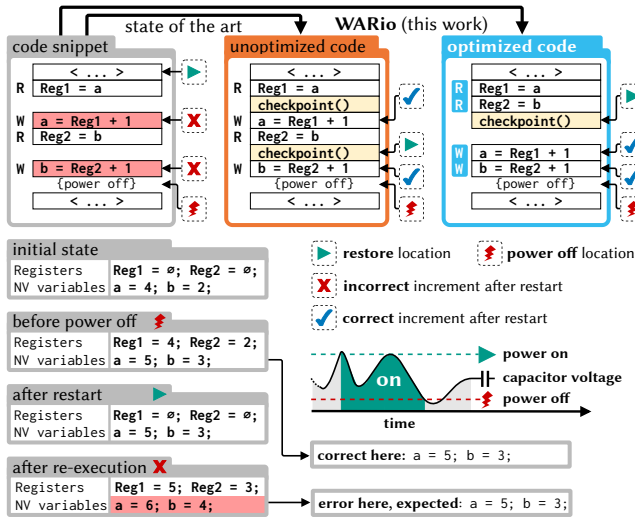 state of the art
WARio (this work)
code snippet
< ... >
R Reg1 = a
W a = Reg1 + 1
R Reg2 = b
W b = Reg2 + 1
{power off}
< ... >
unoptimized code
< ... >
R Reg1 = a
checkpoint()
W a = Reg1 + 1
R Reg2 = b
checkpoint()
W b = Reg2 + 1
{power off}
< ... >
optimized code
< ... >
R Reg1 = a
R Reg2 = b
checkpoint()
W a = Reg1 + 1
W b = Reg2 + 1
{power off}
< ... >
initial state
Registers Reg1 = ∅; Reg2 = ∅;
NV variables a = 4; b = 2;
before power off
Registers Reg1 = 4; Reg2 = 2;
NV variables a = 5; b = 3;
after restart
Registers Reg1 = ∅; Reg2 = ∅;
NV variables a = 5; b = 3;
after re-execution
Registers Reg1 = 5; Reg2 = 3;
NV variables a = 6; b = 4;
restore location
power off location
incorrect increment after restart
correct increment after restart
on
power on
capacitor voltage
power off
time
correct here: a = 5; b = 3;
error here, expected: a = 5; b = 3;